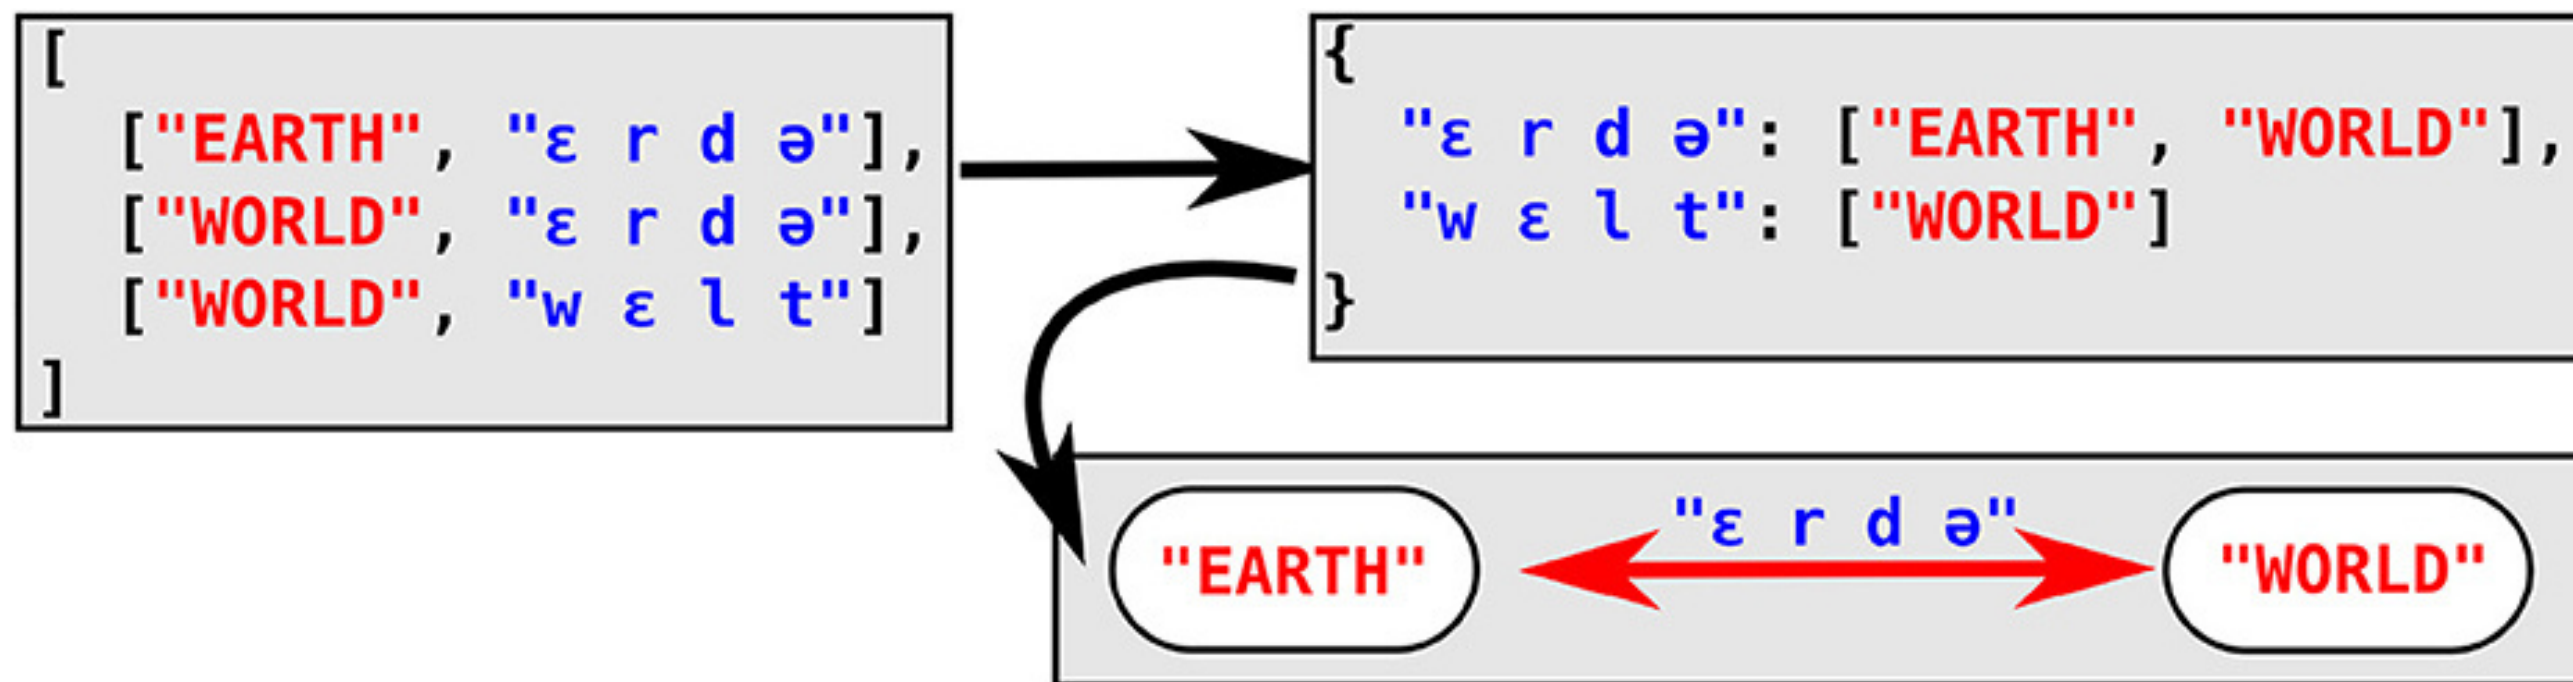 [
["EARTH", "ɛ r d ə"],
["WORLD", "ɛ r d ə"],
["WORLD", "w ɛ l t"]
]
{
"ɛ r d ə": ["EARTH", "WORLD"],
"w ɛ l t": ["WORLD"]
}
"ɛ r d ə"
"EARTH" "WORLD"